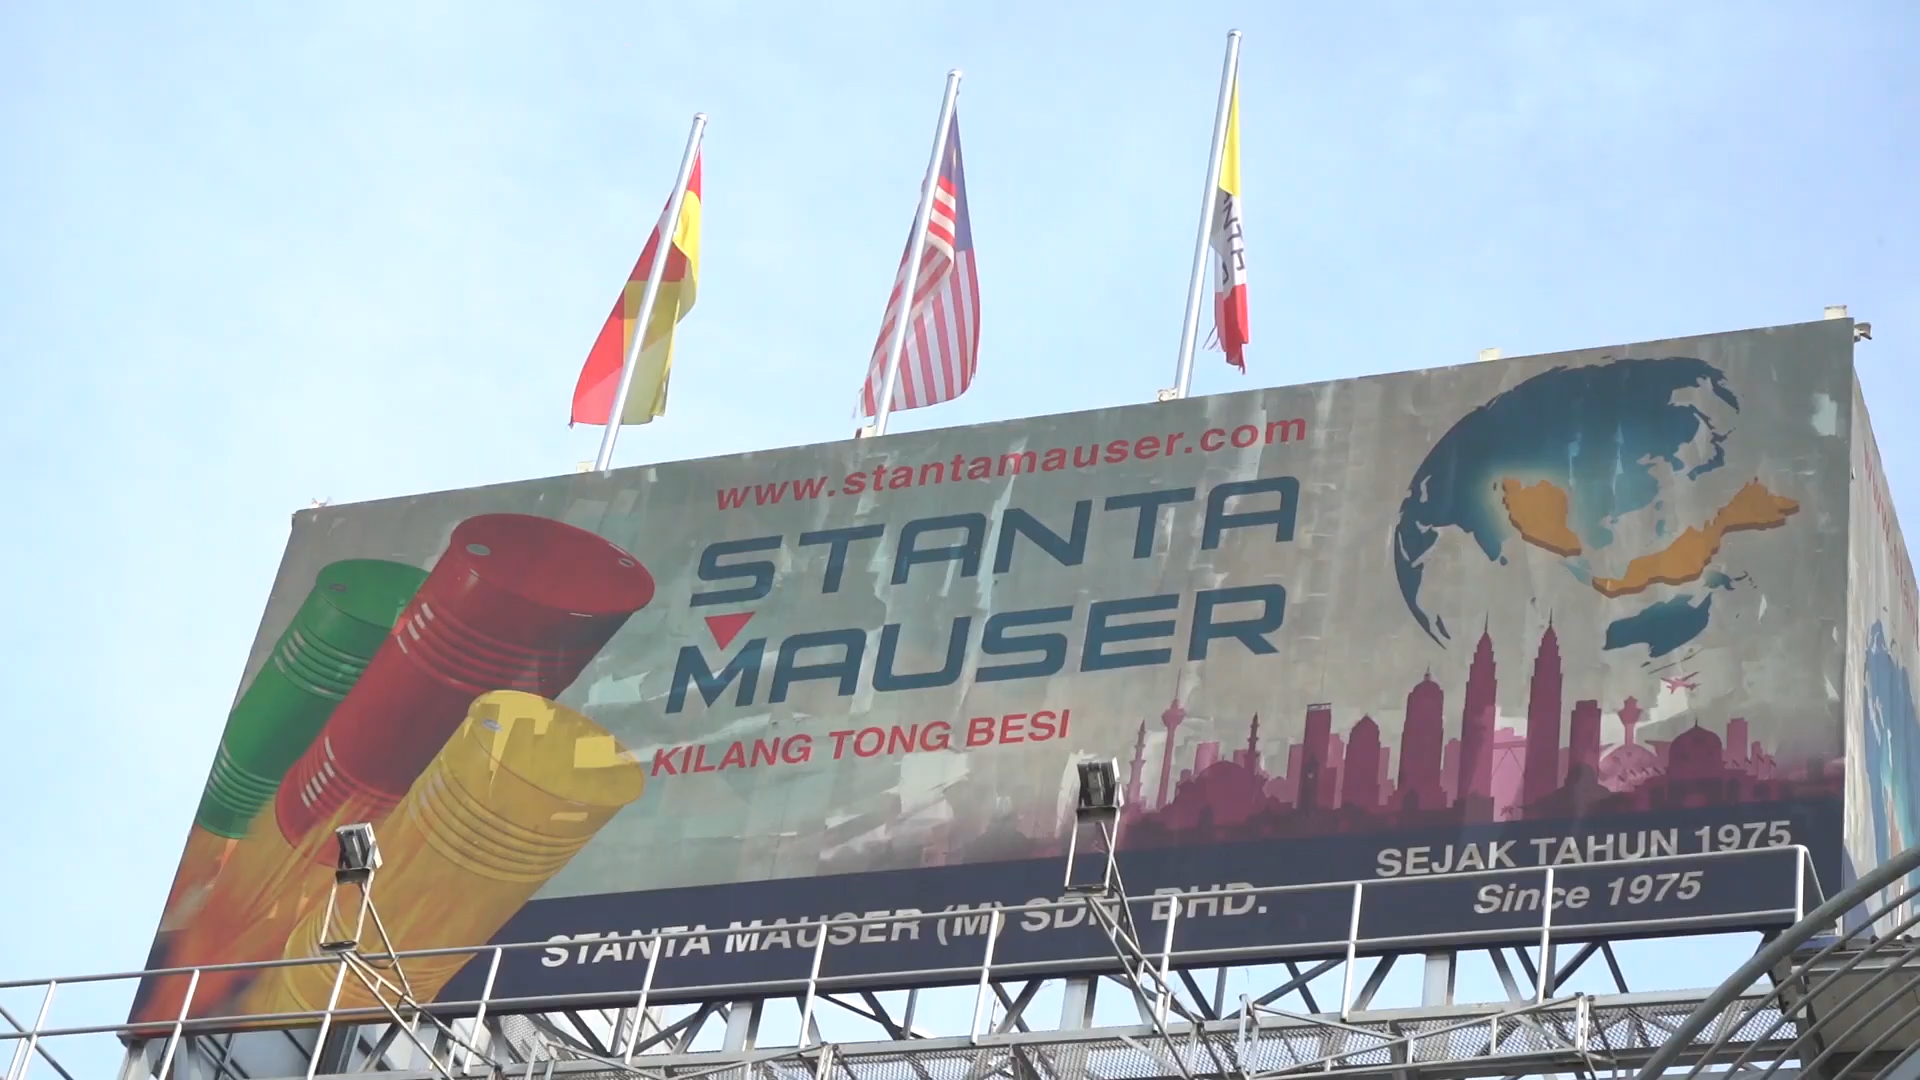 www.stantamauser.com
STANTA
MAUSER
KILANG TONG BESI
SEJAK TAHUN 1975
Since 1975
STANTA MAUSER (M) SDN. BHD.